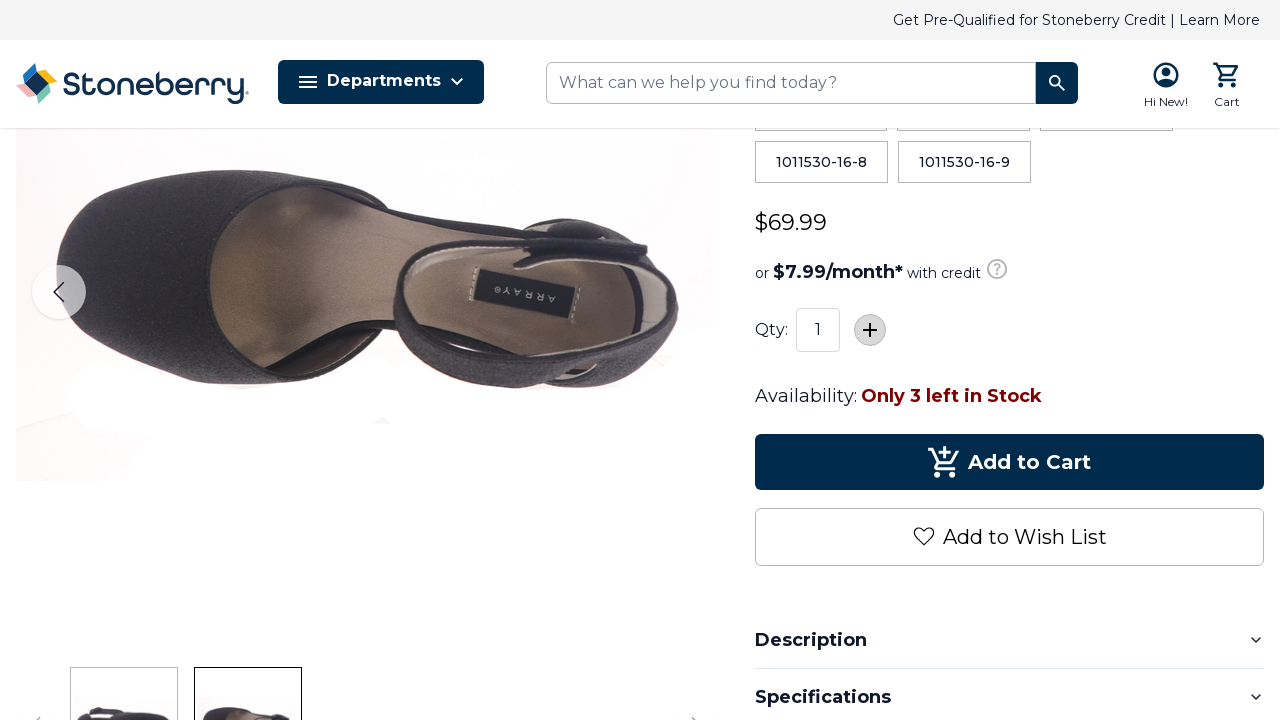 Get Pre-Qualified for Stoneberry Credit | Learn More
Stoneberry
Departments
What can we help you find today?
Hi New!
Cart
1011530-16-8
1011530-16-9
$69.99
or $7.99/month* with credit
Qty: 1
Availability: Only 3 left in Stock
Add to Cart
Add to Wish List
Description
Specifications
ARRAY®